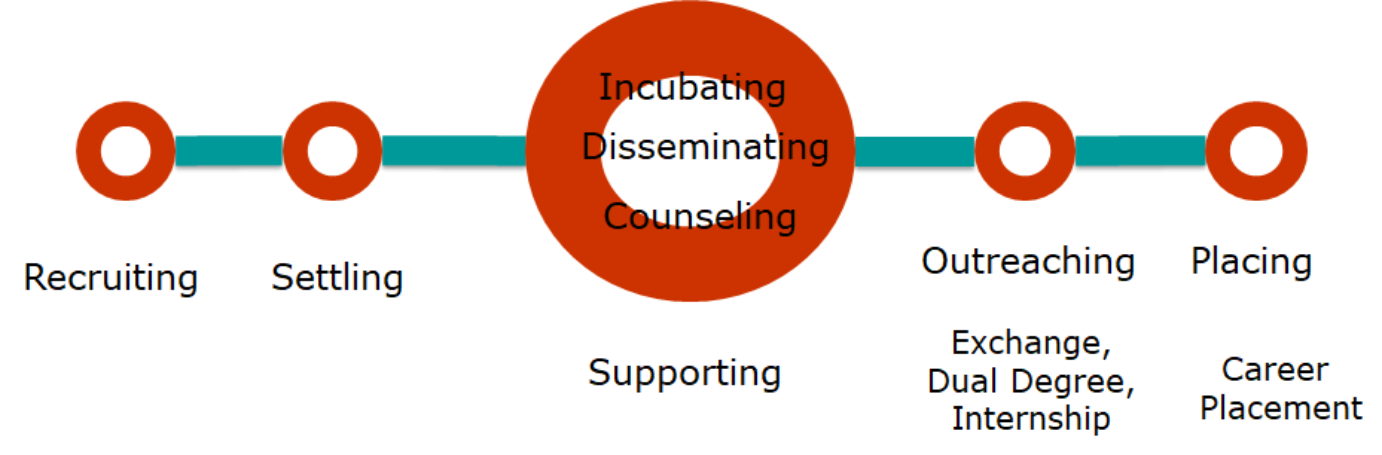 Incubating
Disseminating
Counseling
Recruiting
Settling
Supporting
Outreaching
Exchange,
Dual Degree,
Internship
Placing
Career
Placement